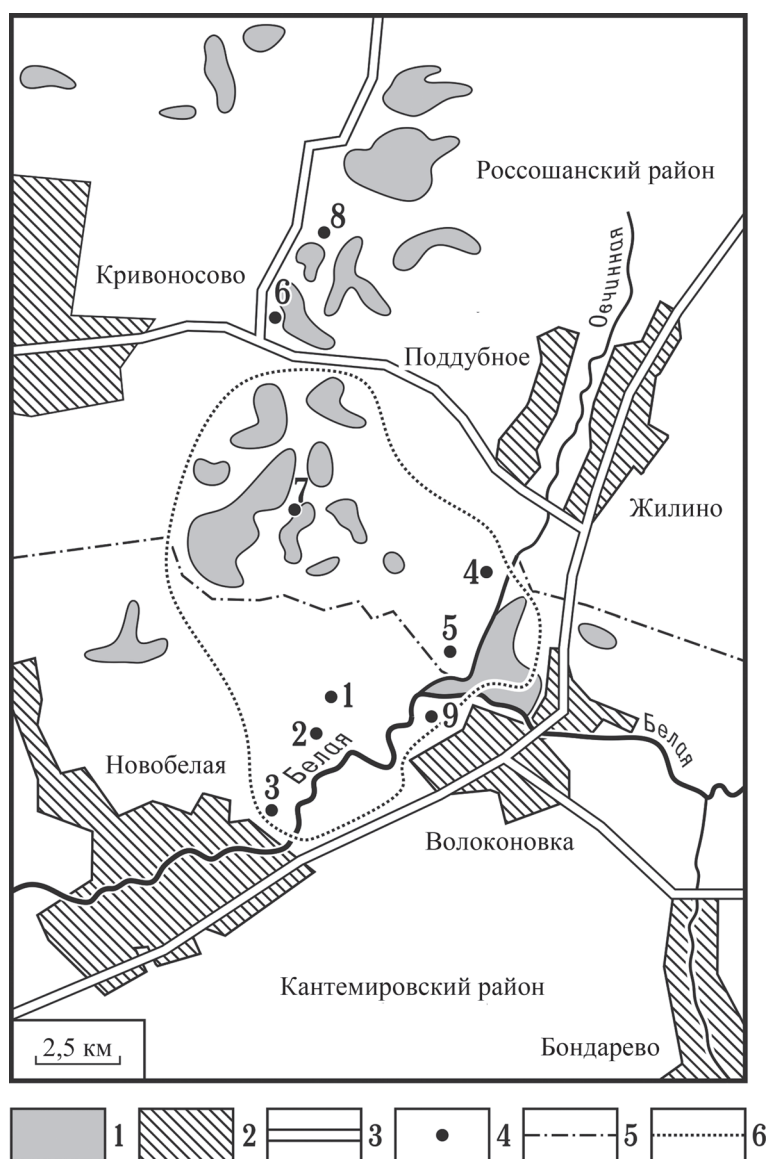 Россошанский район
8
Овчинная
Кривоносово
6
Поддубное
7
Жилино
4
5
1
9
2
Белая
Белая
Новобелая
3
Волоконовка
Кантемировский район
2,5 км
Бондарево
1 2 3 4 5 6